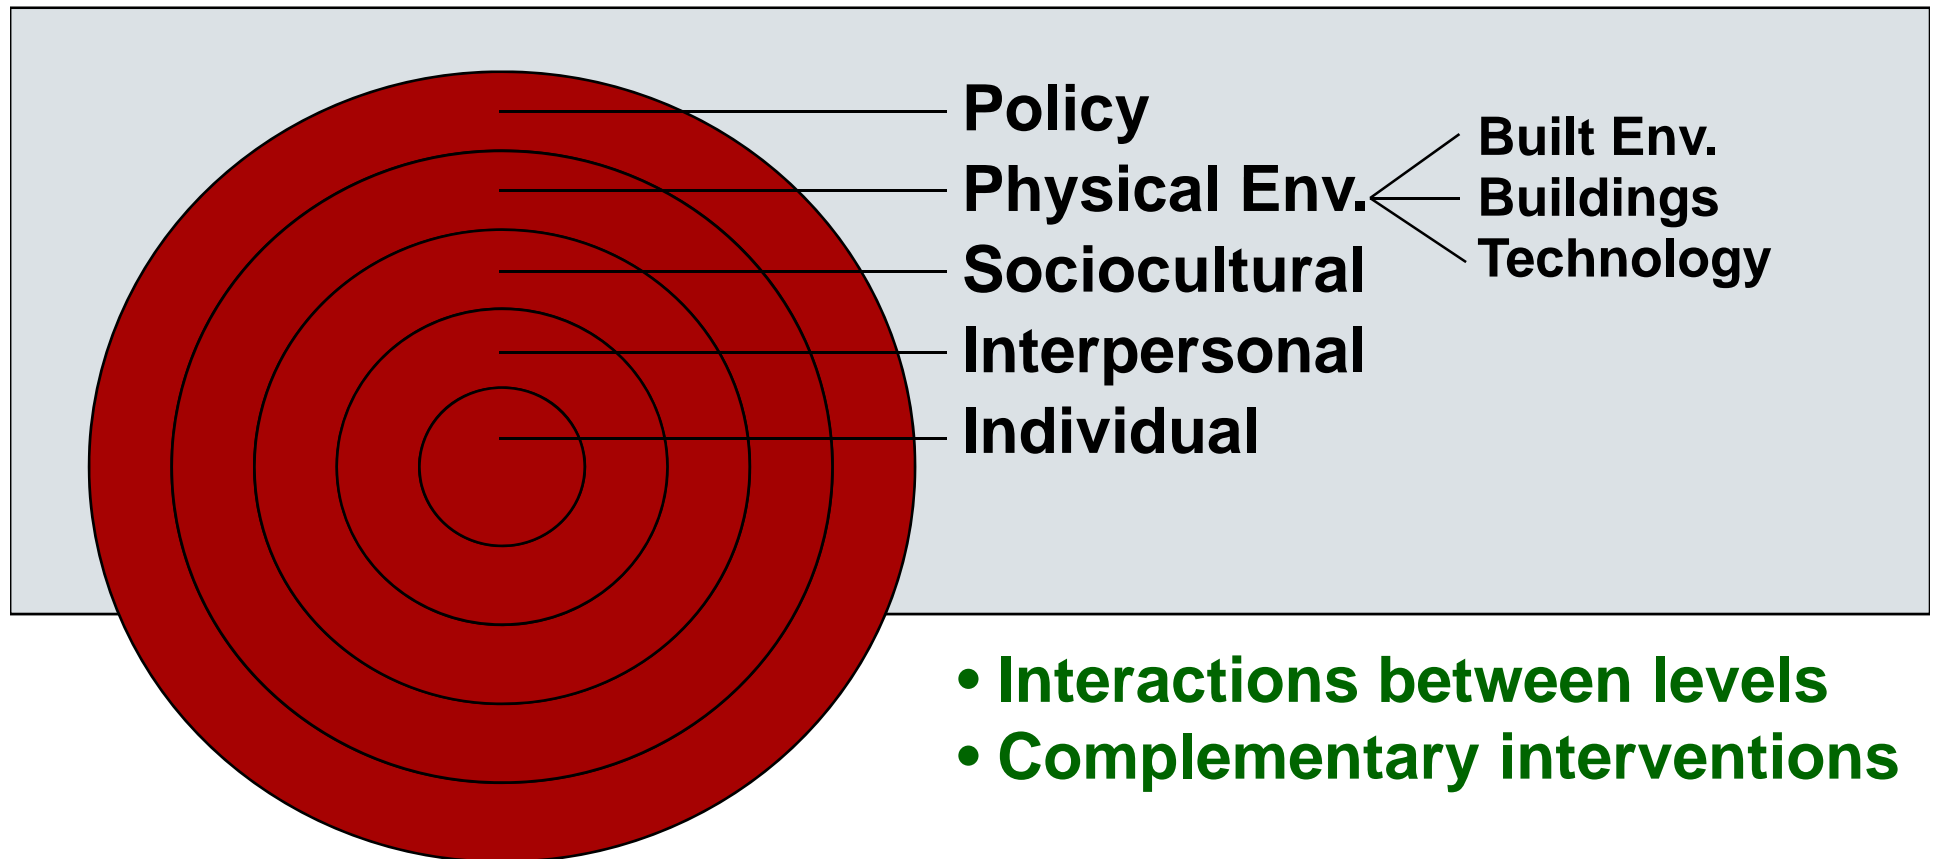 Policy
Physical Env.
Sociocultural
Interpersonal
Individual
Built Env.
Buildings
Technology
• Interactions between levels
• Complementary interventions